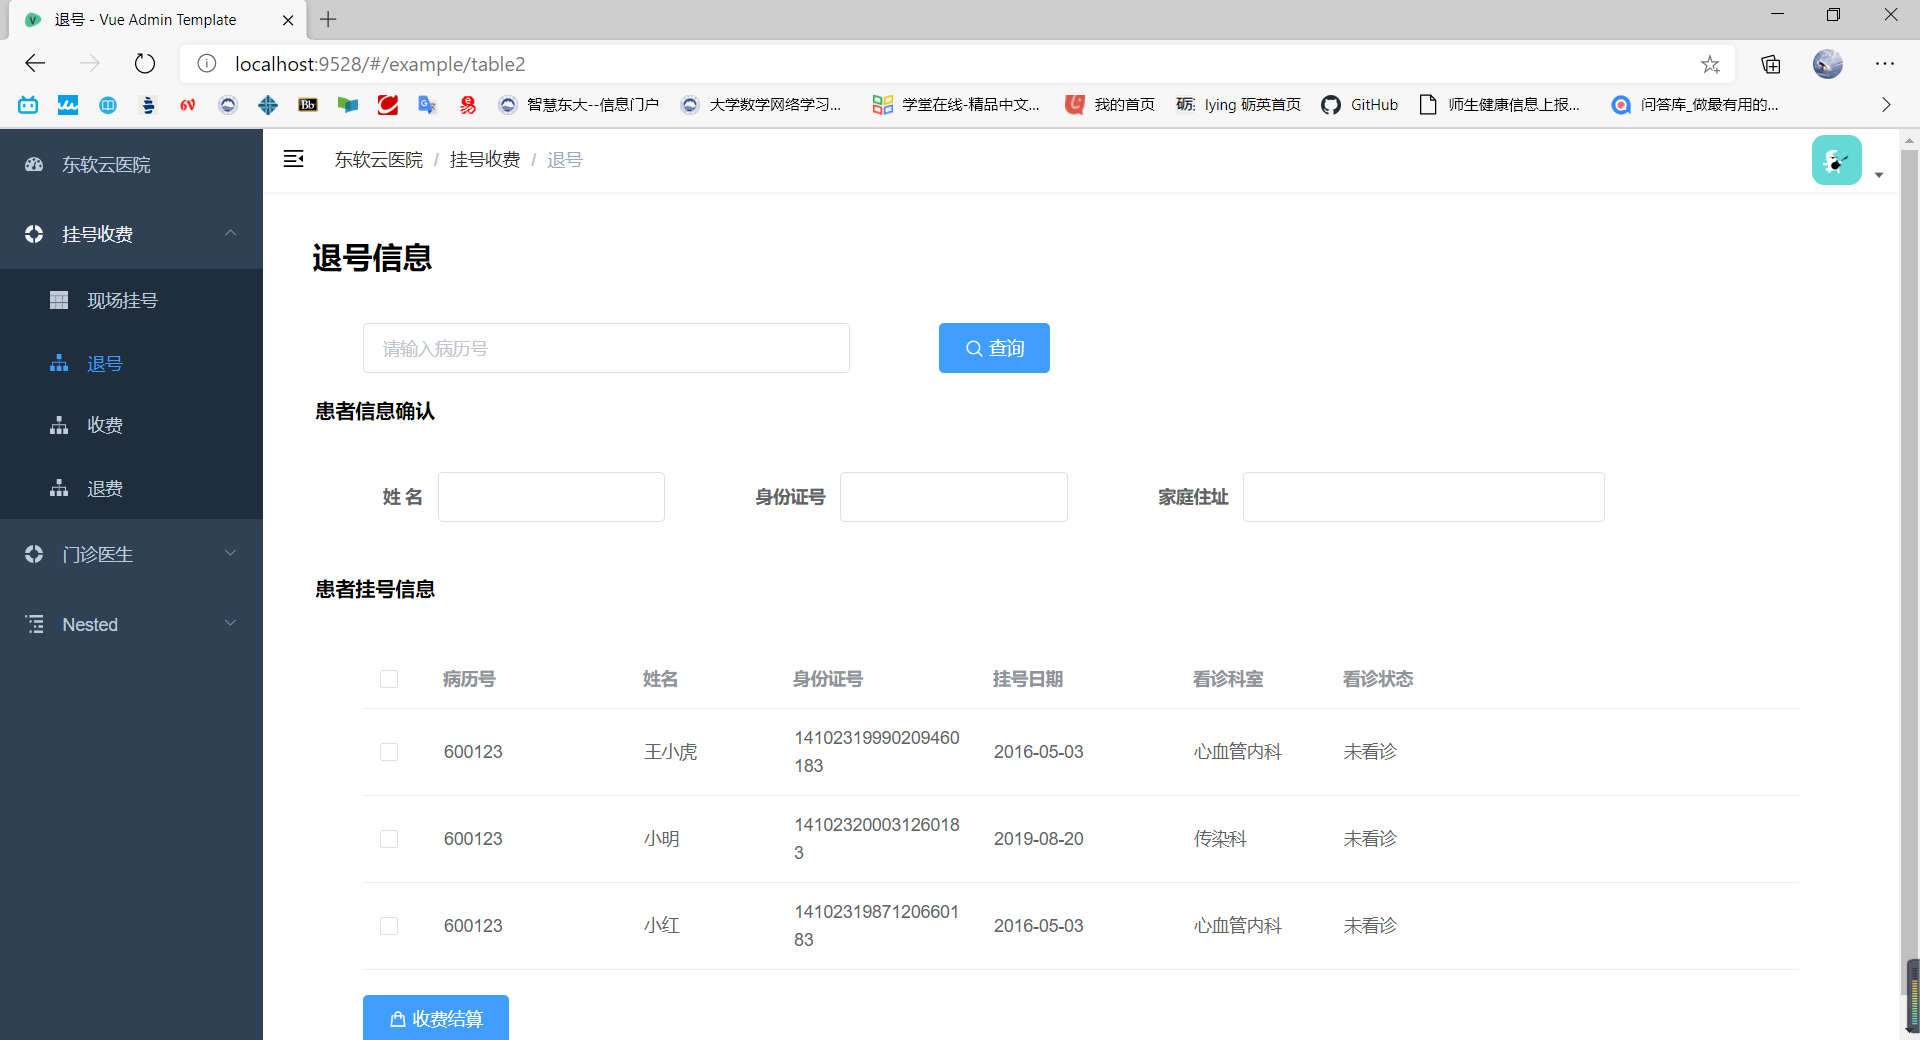 退号 - Vue Admin Template
localhost:9528/#/example/table2
6V
Bb
智慧东大--信息门户
大学数学网络学习...
学堂在线-精品中文...
我的首页
砺: lying 砺英首页
GitHub
师生健康信息上报...
问答库_做最有用的...
东软云医院
挂号收费
现场挂号
退号
收费
退费
门诊医生
Nested
东软云医院 / 挂号收费 / 退号
退号信息
请输入病历号
查询
患者信息确认
姓 名
身份证号
家庭住址
患者挂号信息
病历号 姓名 身份证号 挂号日期 看诊科室 看诊状态
600123 王小虎 14102319990209460 2016-05-03 心血管内科 未看诊
183
600123 小明 14102320003126018 2019-08-20 传染科 未看诊
3
600123 小红 14102319871206601 2016-05-03 心血管内科 未看诊
83
收费结算